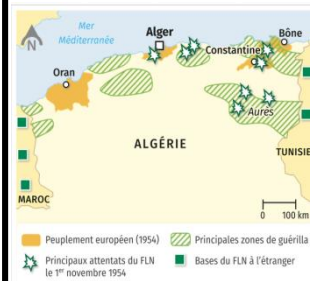 N
Mer
Méditerranée
Alger
Bône
Constantine
Oran
Aurès
ALGÉRIE
TUNISIE
MAROC
0 100 km
Peuplement européen (1954)
Principales zones de guérilla
Principaux attentats du FLN
le 1er novembre 1954
Bases du FLN à l'étranger